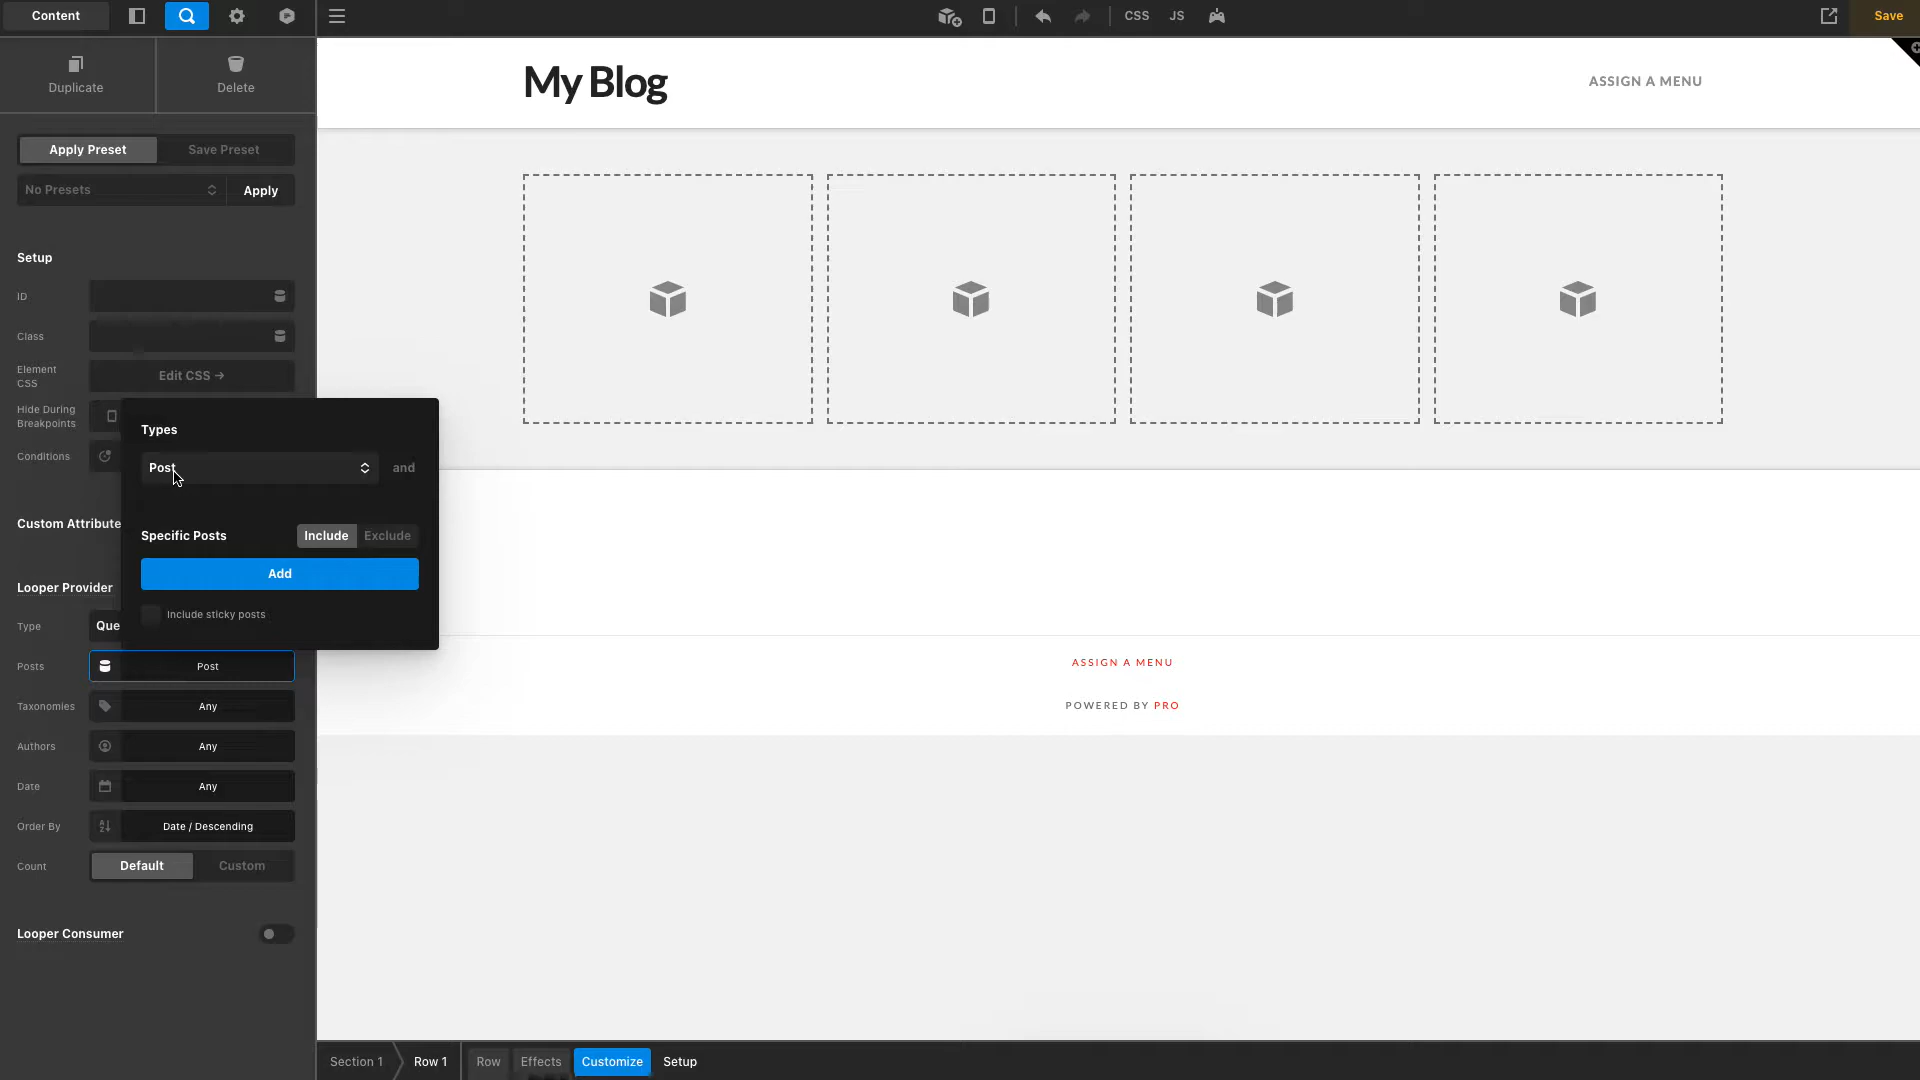 Content
CSS
JS
Save
Duplicate
Delete
Apply Preset
Save Preset
No Presets
Apply
Setup
ID
Class
Element CSS
Edit CSS →
Hide During Breakpoints
Conditions
Custom Attribute
Looper Provider
Type
Que
Posts
Post
Taxonomies
Any
Authors
Any
Date
Any
Order By
Date / Descending
Count
Default
Custom
Looper Consumer
Types
Post
and
Specific Posts
Include
Exclude
Add
Include sticky posts
My Blog
ASSIGN A MENU
ASSIGN A MENU
POWERED BY PRO
Section 1
Row 1
Row
Effects
Customize
Setup